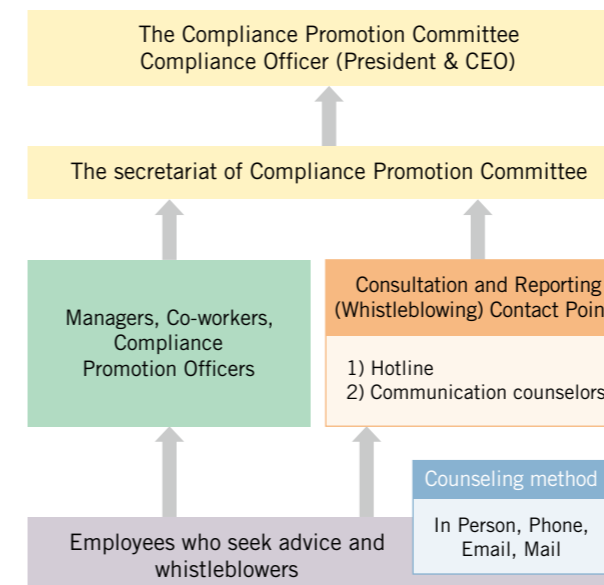 The Compliance Promotion Committee
Compliance Officer (President & CEO)
The secretariat of Compliance Promotion Committee
Managers, Co-workers,
Compliance
Promotion Officers
Consultation and Reporting
(Whistleblowing) Contact Poin
1) Hotline
2) Communication counselors
Counseling method
In Person, Phone,
Email, Mail
Employees who seek advice and
whistleblowers